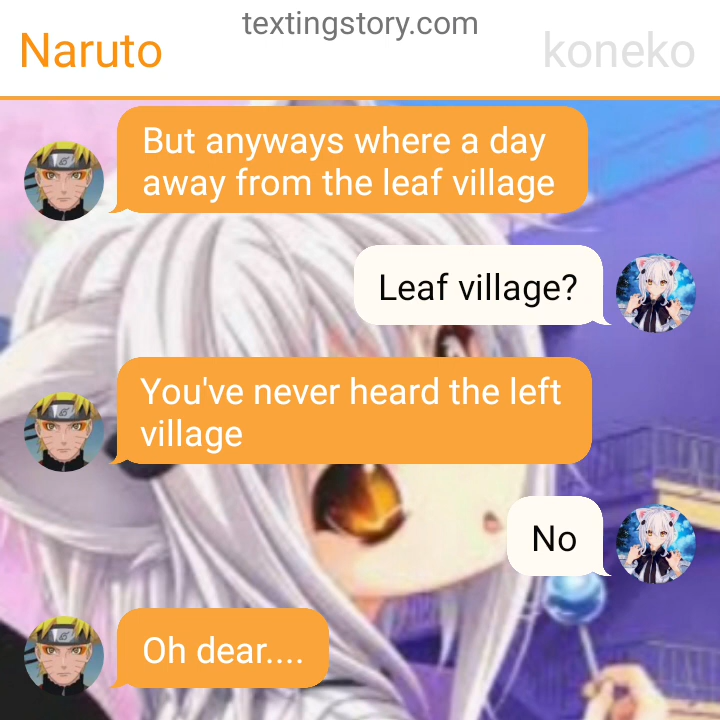 textingstory.com
Naruto
koneko
But anyways where a day
away from the leaf village
Leaf village?
You've never heard the left
village
No
Oh dear....